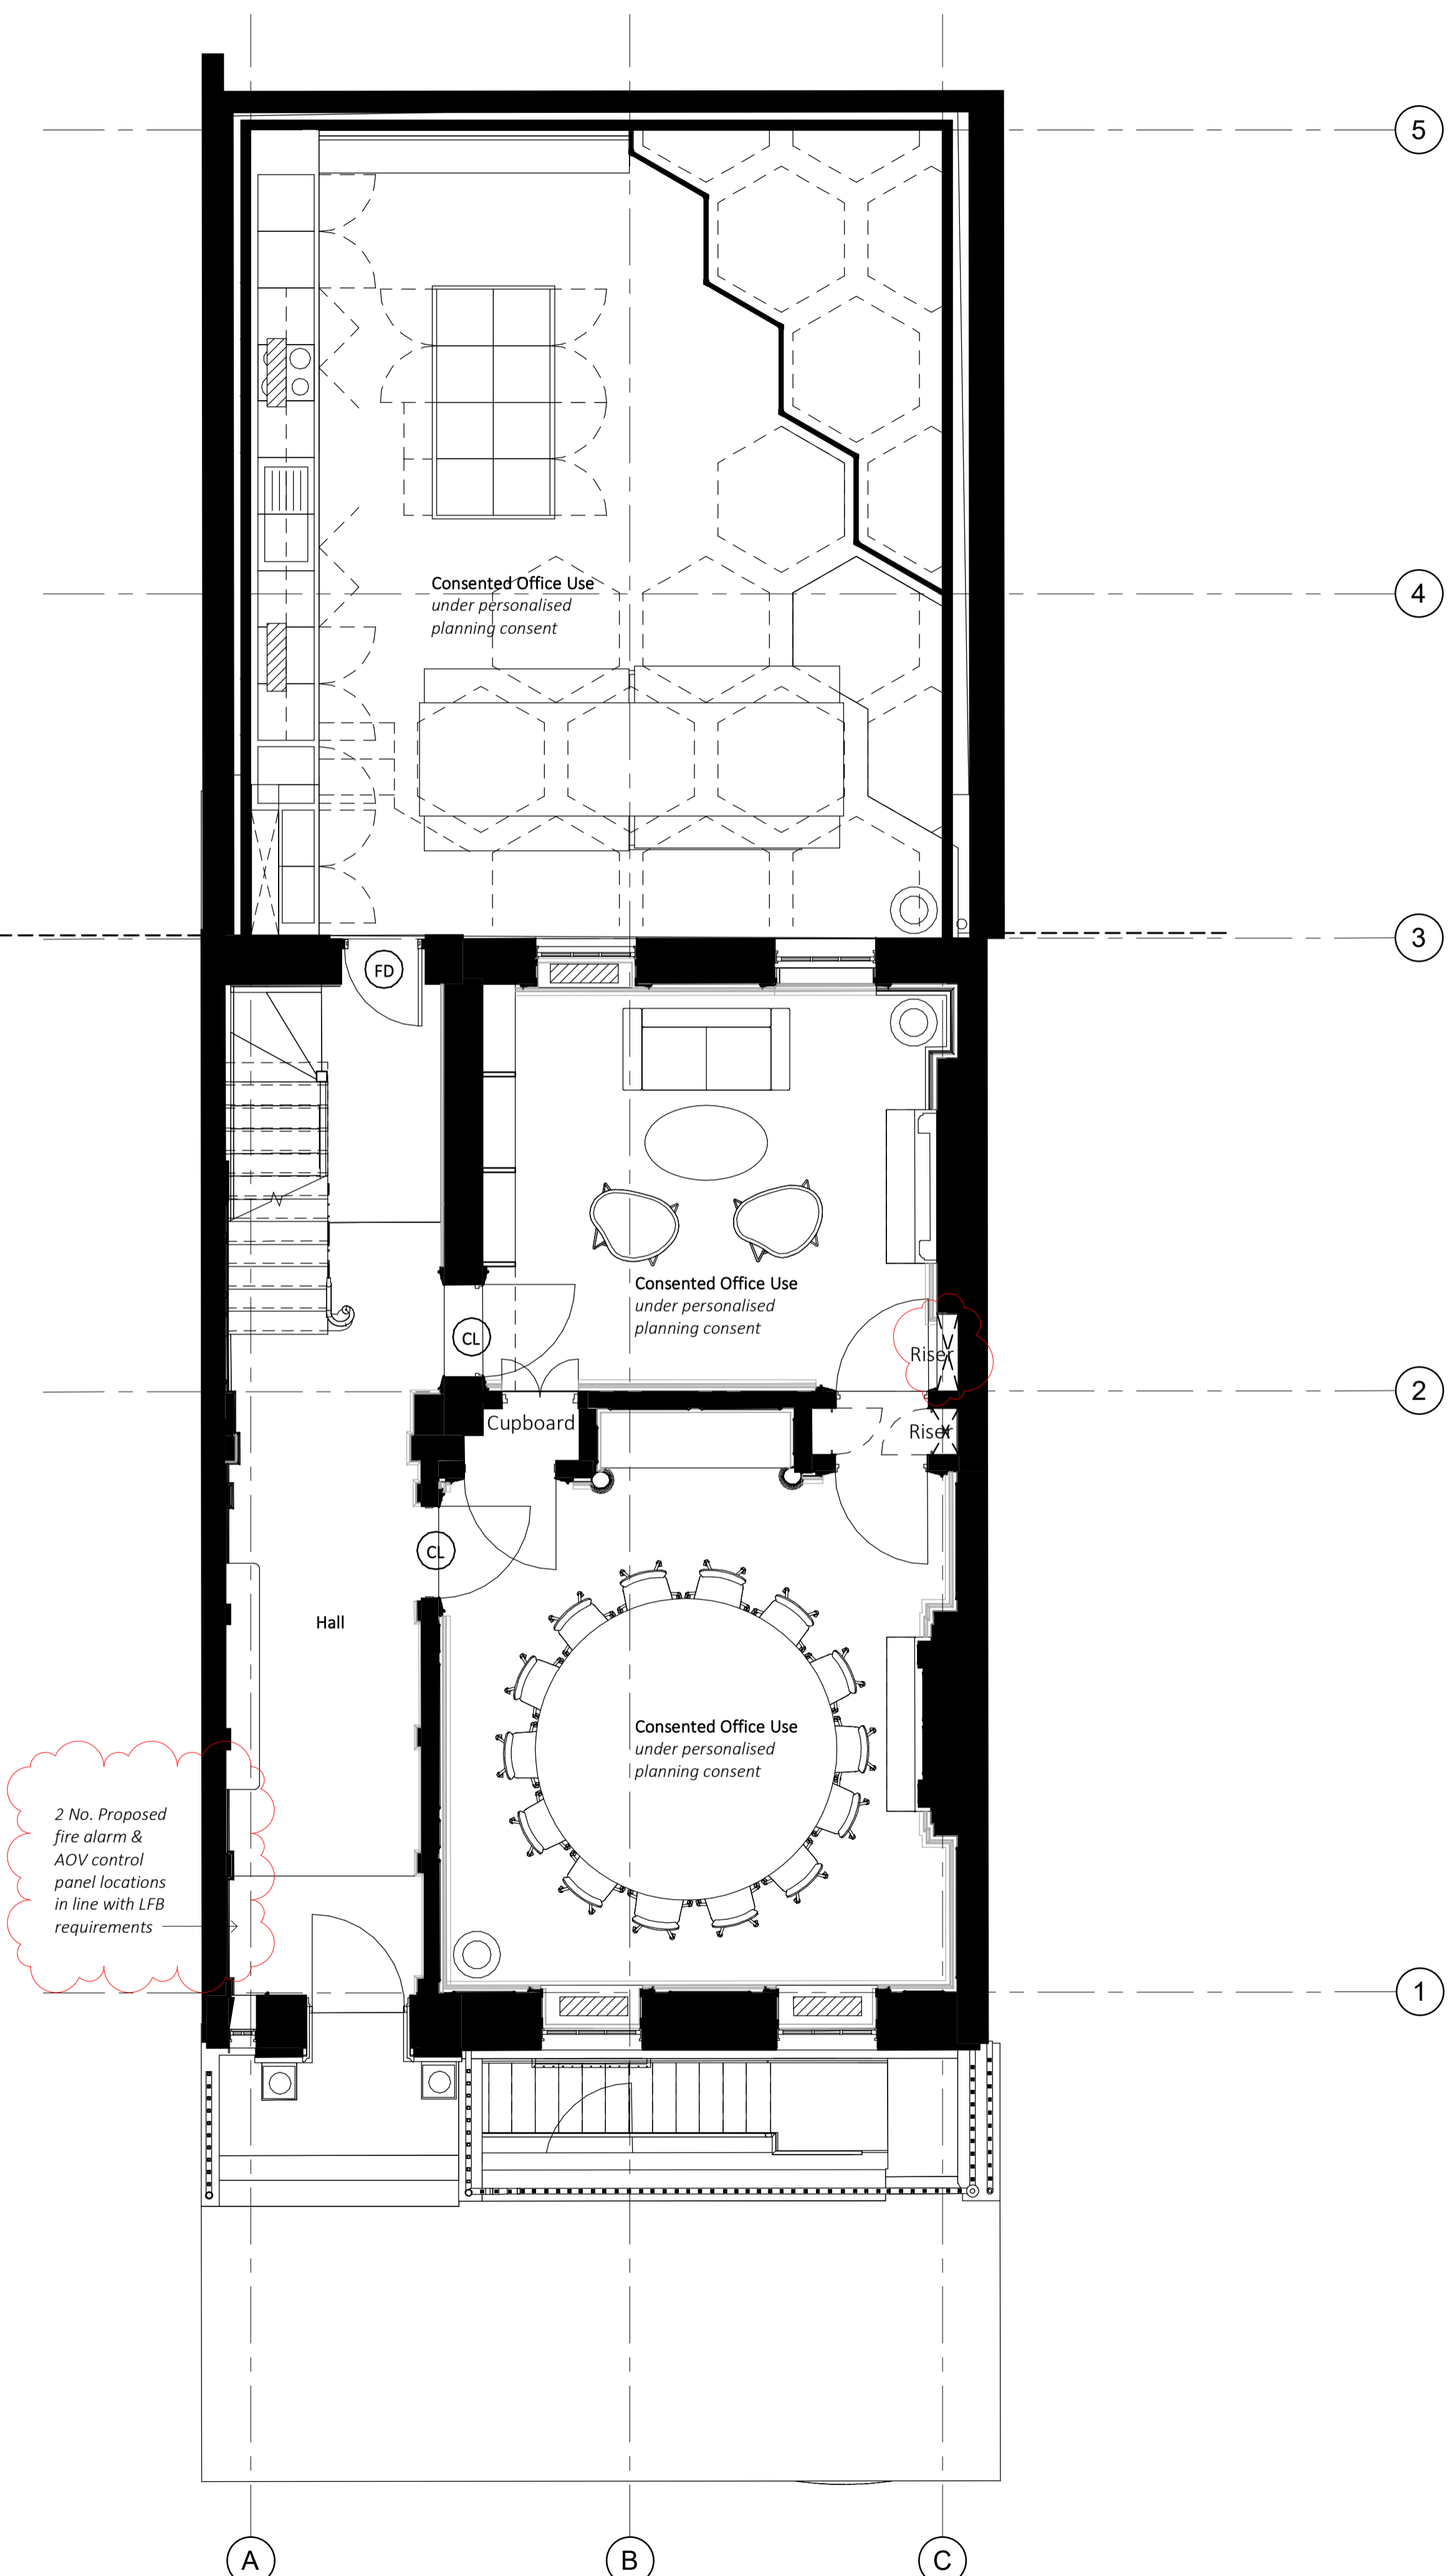 5
Consented Office Use
under personalised
planning consent
4
3
FD
Consented Office Use
under personalised
planning consent
CL
Riser
2
Cupboard
Riser
CL
Hall
Consented Office Use
under personalised
planning consent
2 No. Proposed
fire alarm &
AOV control
panel locations
in line with LFB
requirements
1
A
B
C